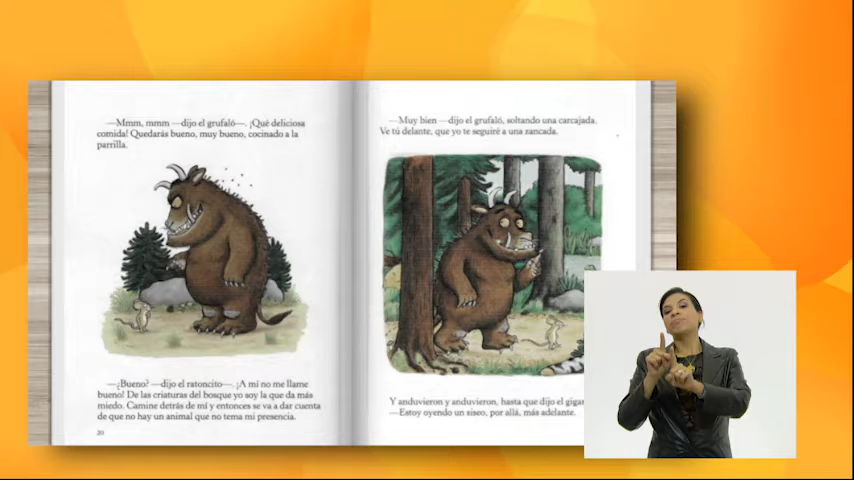 —Mmm, mmm —dijo el grufaló—. ¡Qué deliciosa
comida! Quedarás bueno, muy bueno, cocinado a la
parrilla.
—¿Bueno? —dijo el ratoncito—. ¡A mí no me llame
bueno! De las criaturas del bosque yo soy la que da más
miedo. Camine detrás de mí y entonces se va a dar cuenta
de que no hay un animal que no tema mi presencia.
20
—Muy bien —dijo el grufaló, soltando una carcajada.
Ve tú delante, que yo te seguiré a una zancada.
Y anduvieron y anduvieron, hasta que dijo el
—Estoy oyendo un siseo, por allá, más adelante.